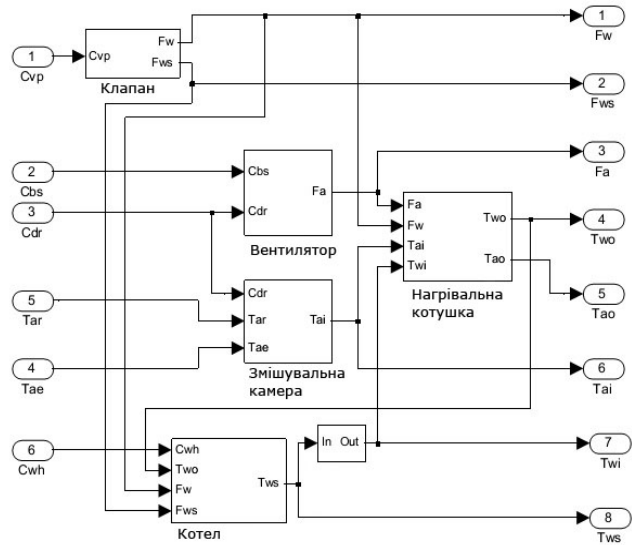 1
Cvp
Cvp
Fw
Fws
Клапан
1
Fw
2
Fws
2
Cbs
3
Cdr
Cbs
Cdr
Fa
Вентилятор
3
Fa
Fa
Fw
Tai
Twi
Two
Tao
Нагрівальна
котушка
4
Two
5
Tao
5
Tar
4
Tae
Cdr
Tar
Tae
Tai
Змішувальна
камера
6
Tai
6
Cwh
Cwh
Two
Fw
Fws
Tws
Котел
In Out
7
Twi
8
Tws